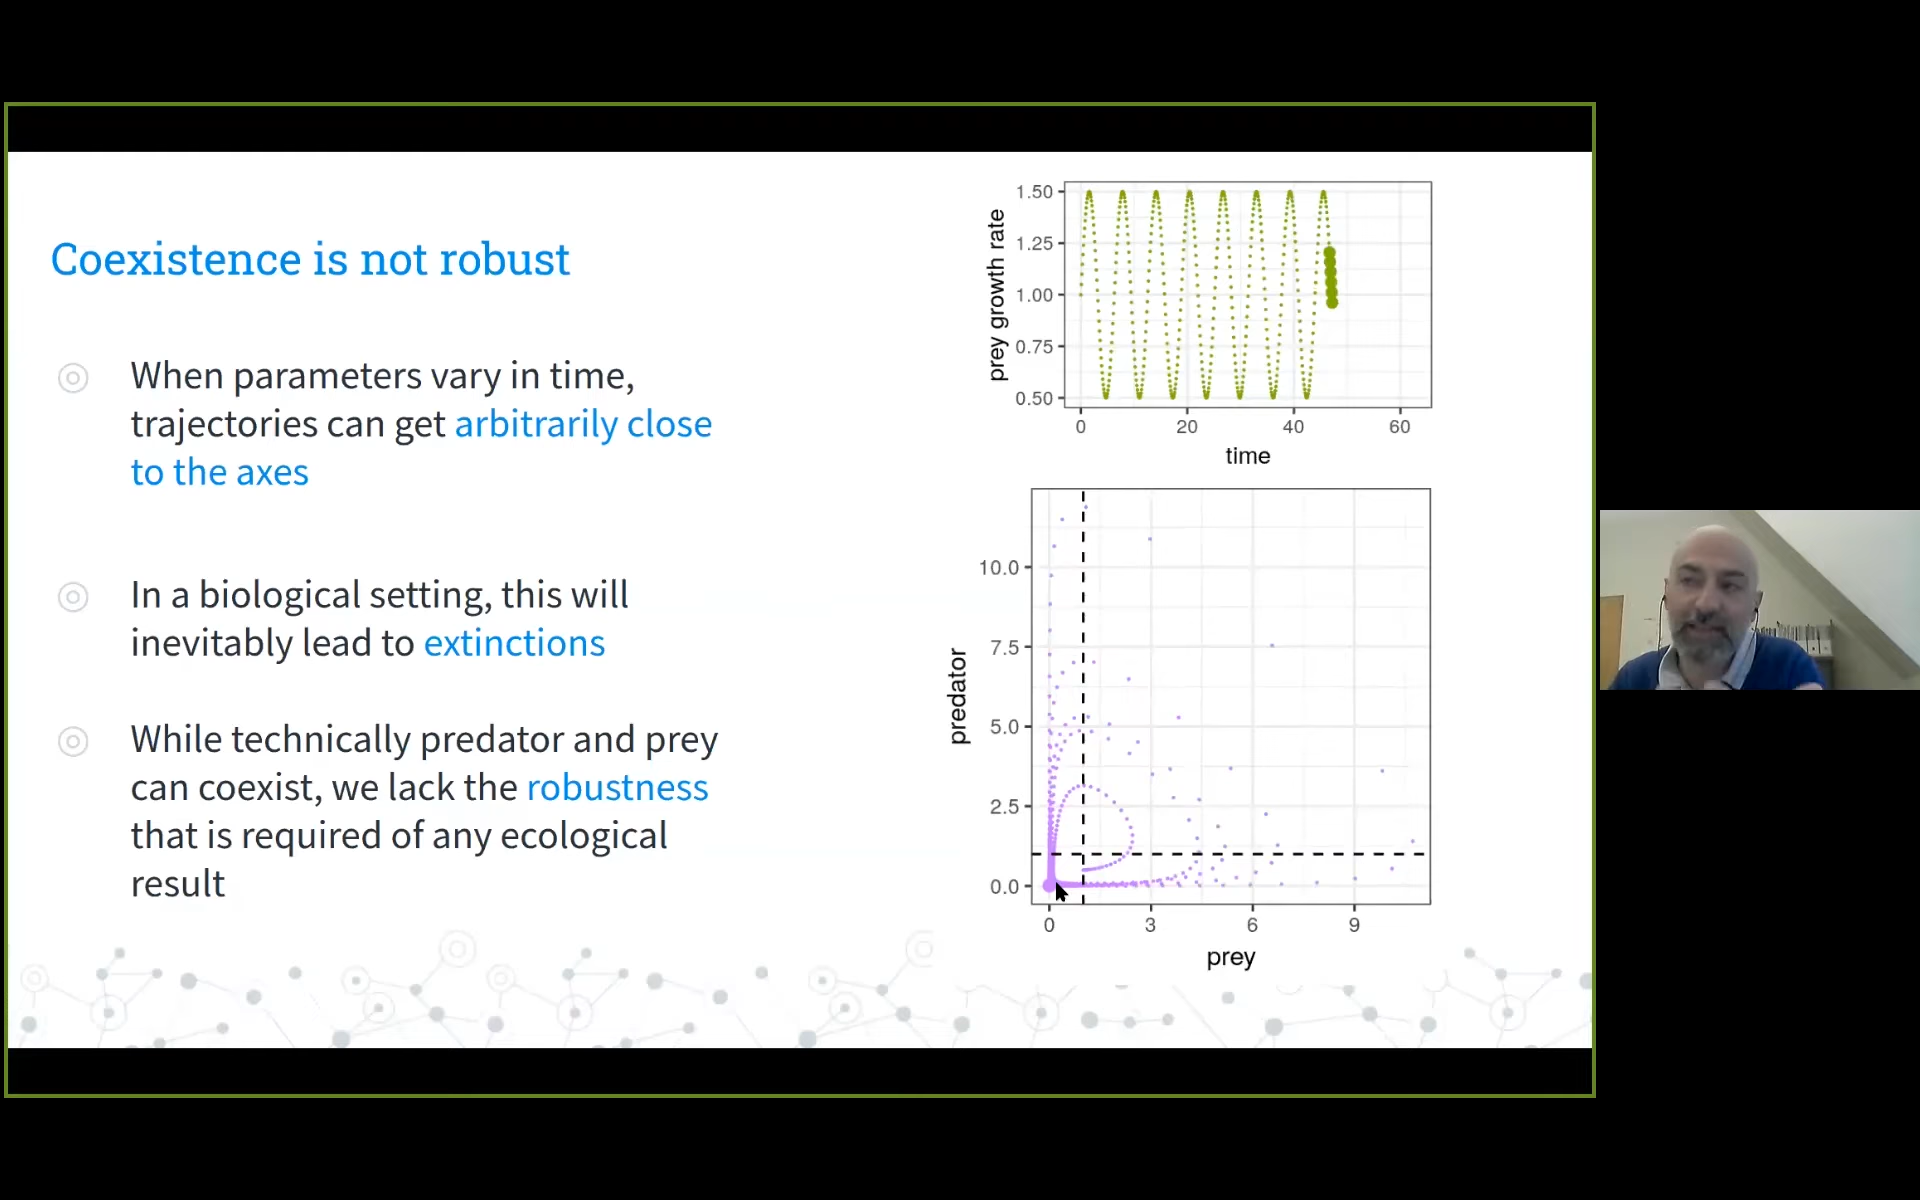 Coexistence is not robust
When parameters vary in time,
trajectories can get arbitrarily close
to the axes
In a biological setting, this will
inevitably lead to extinctions
While technically predator and prey
can coexist, we lack the robustness
that is required of any ecological
result
prey growth rate
1.50
1.25
1.00
0.75
0.50
0 20 40 60
time
predator
10.0
7.5
5.0
2.5
0.0
0 3 6 9
prey